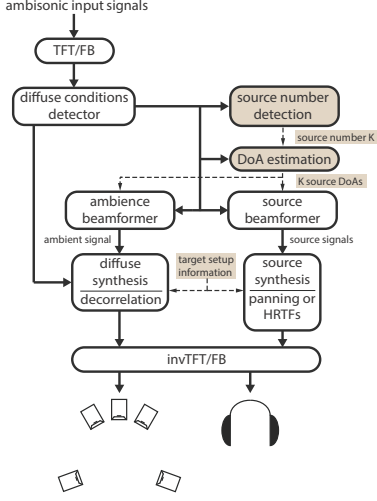 ambisonic input signals
TFT/FB
diffuse conditions
detector
source number
detection
source number K
DoA estimation
K source DoAs
ambience
beamformer
source
beamformer
ambient signal
source signals
diffuse
synthesis
decorrelation
target setup
information
source
synthesis
panning or
HRTFs
invTFT/FB